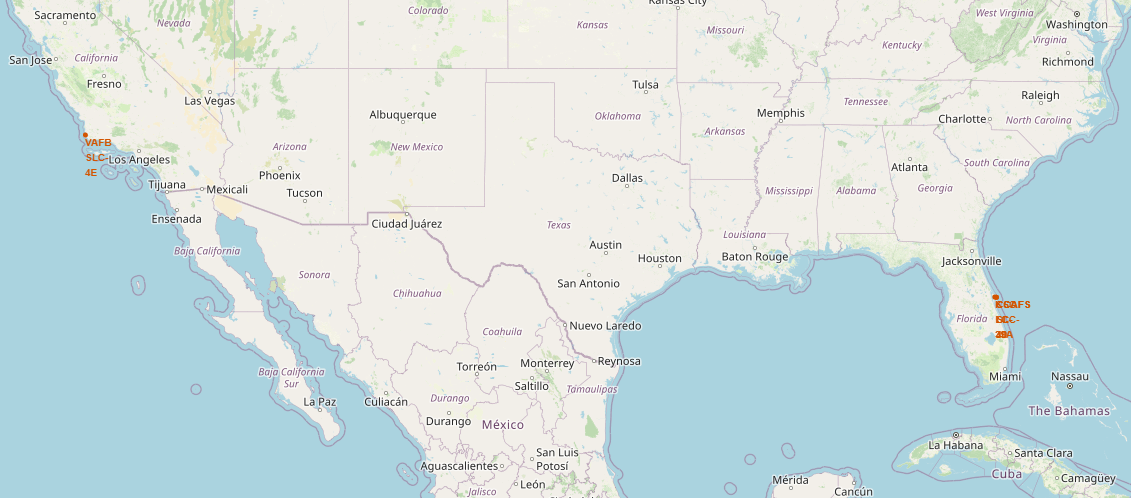 Sacramento
Nevada
Colorado
Kansas
Kansas City
Missouri
West Virginia
Washington
Virginia
Kentucky
San Jose
California
Richmond
Fresno
Las Vegas
Tulsa
Raleigh
Albuquerque
Oklahoma
Memphis
Tennessee
Charlotte
North Carolina
Arkansas
VAFB
SLC-
4E
Los Angeles
Arizona
New Mexico
South Carolina
Atlanta
Phoenix
Dallas
Tijuana
Mexicali
Tucson
Mississippi
Alabama
Georgia
Ensenada
Ciudad Juárez
Texas
Louisiana
Baja California
Austin
Houston
Baton Rouge
Jacksonville
Sonora
San Antonio
Chihuahua
Florida
Coahuila
Nuevo Laredo
Torreón
Monterrey
Reynosa
Baja California
Sur
Saltillo
Tamaulipas
Miami
Nassau
La Paz
Culiacán
Durango
Durango
México
The Bahamas
La Habana
Santa Clara
Aguascalientes
San Luis
Potosí
Cuba
Camagüey
León
Jalisco
Mérida
Cancún